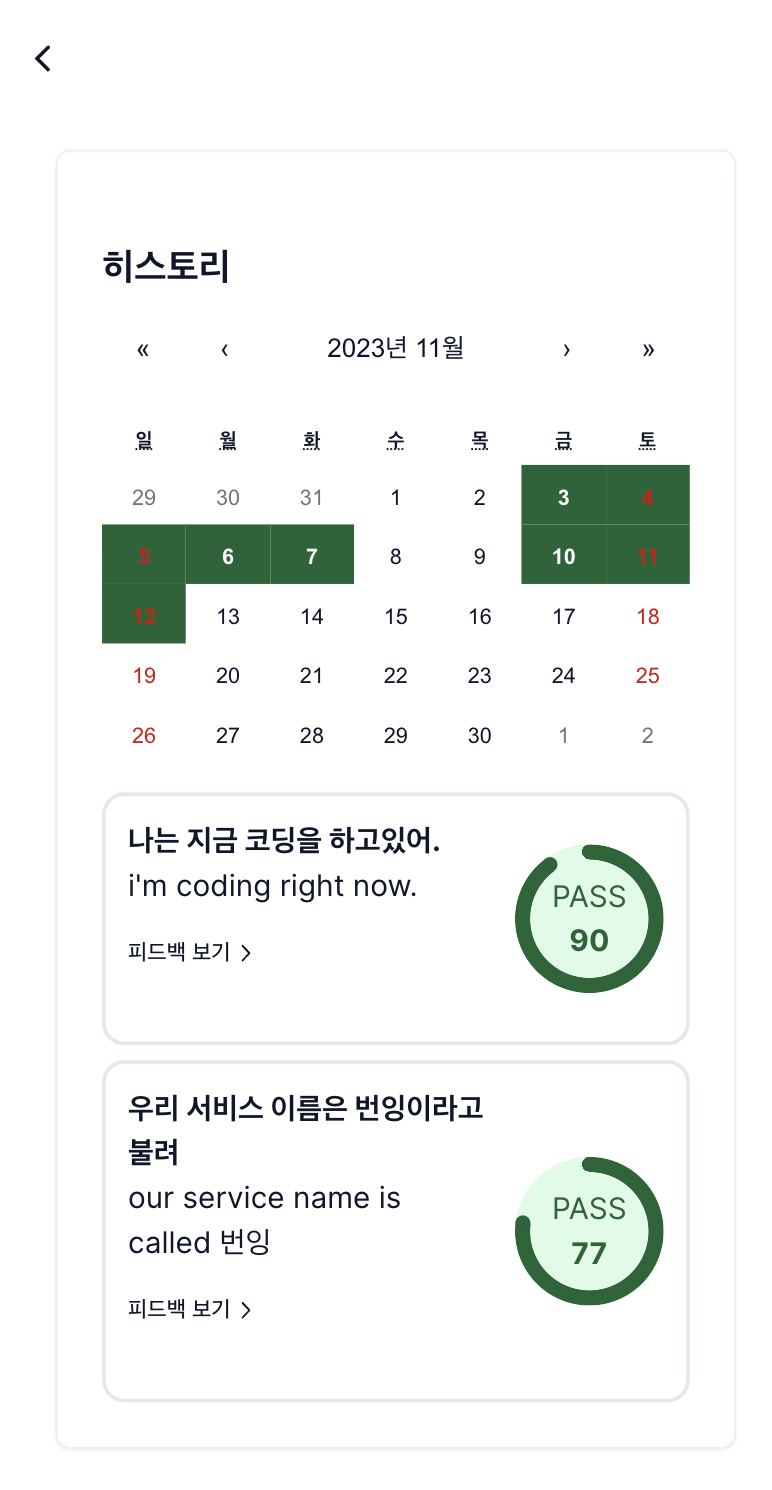 히스토리
« ‹ 2023년 11월 › »
일 월 화 수 목 금 토
29 30 31 1 2 3 4
5 6 7 8 9 10 11
12 13 14 15 16 17 18
19 20 21 22 23 24 25
26 27 28 29 30 1 2
나는 지금 코딩을 하고있어.
i'm coding right now.
피드백 보기
PASS
90
우리 서비스 이름은 번잉이라고
불려
our service name is
called 번잉
피드백 보기
PASS
77